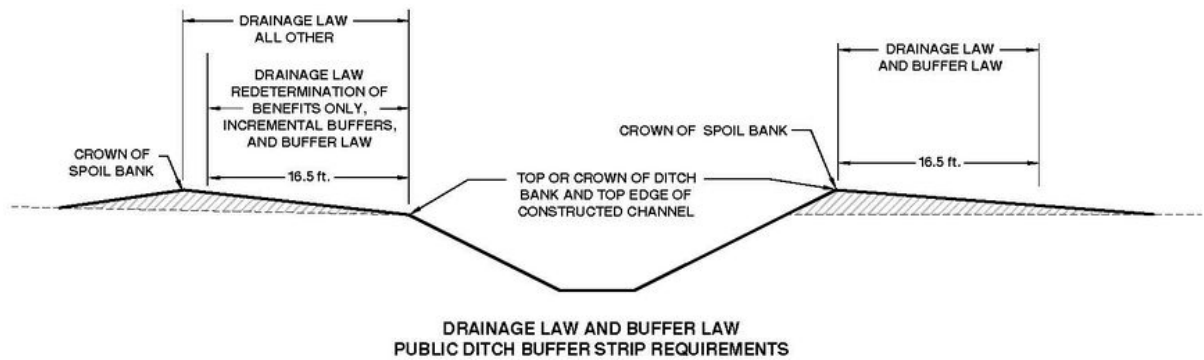 DRAINAGE LAW
ALL OTHER
DRAINAGE LAW
REDETERMINATION OF
BENEFITS ONLY,
INCREMENTAL BUFFERS,
AND BUFFER LAW
CROWN OF
SPOIL BANK
16.5 ft.
TOP OR CROWN OF DITCH
BANK AND TOP EDGE OF
CONSTRUCTED CHANNEL
CROWN OF SPOIL BANK
DRAINAGE LAW
AND BUFFER LAW
16.5 ft.
DRAINAGE LAW AND BUFFER LAW
PUBLIC DITCH BUFFER STRIP REQUIREMENTS